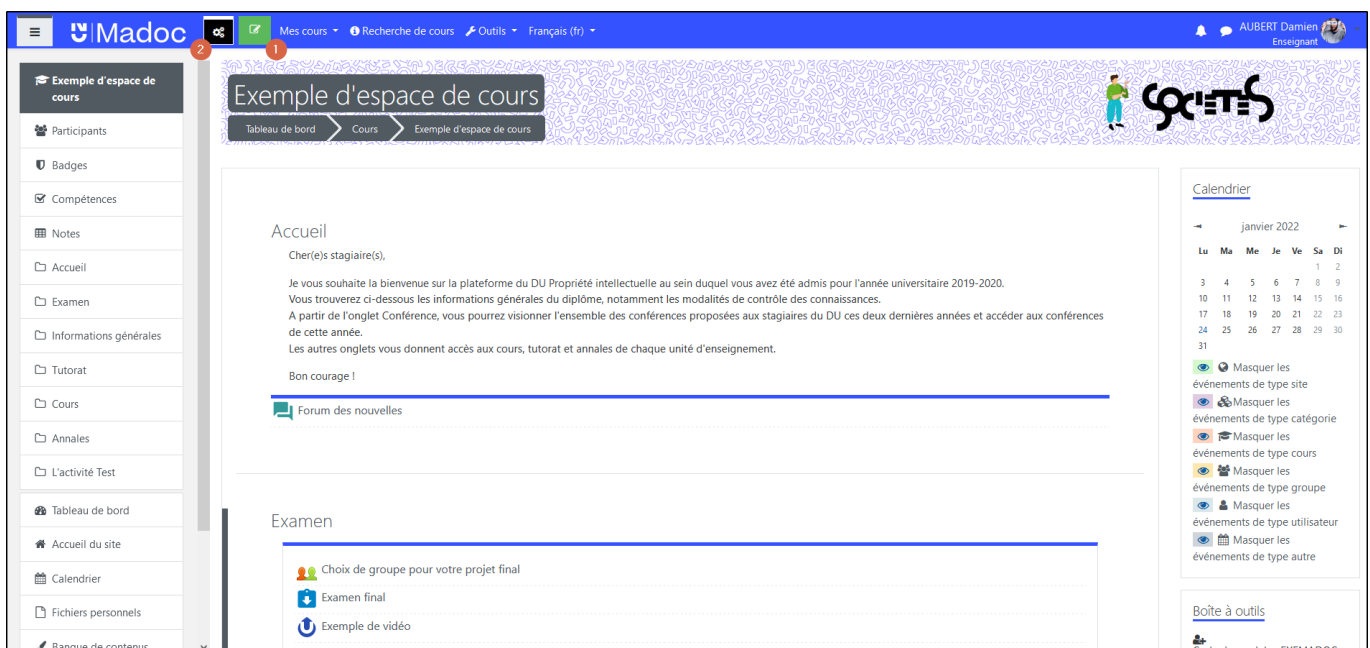 Madoc
Mes cours
Recherche de cours
Outils
Français (fr)
AUBERT Damien
Enseignant
2
1
Exemple d'espace de
cours
Participants
Badges
Compétences
Notes
Accueil
Examen
Informations générales
Tutorat
Cours
Annales
L'activité Test
Tableau de bord
Accueil du site
Calendrier
Fichiers personnels
Banque de contenus
Exemple d'espace de cours
Tableau de bord
Cours
Exemple d'espace de cours
SOCIETES
Accueil
Cher(e)s stagiaire(s),
Je vous souhaite la bienvenue sur la plateforme du DU Propriété intellectuelle au sein duquel vous avez été admis pour l'année universitaire 2019-2020.
Vous trouverez ci-dessous les informations générales du diplôme, notamment les modalités de contrôle des connaissances.
A partir de l'onglet Conférence, vous pourrez visionner l'ensemble des conférences proposées aux stagiaires du DU ces deux dernières années et accéder aux conférences
de cette année.
Les autres onglets vous donnent accès aux cours, tutorat et annales de chaque unité d'enseignement.
Bon courage !
Forum des nouvelles
Examen
Choix de groupe pour votre projet final
Examen final
Exemple de vidéo
Calendrier
janvier 2022
Lu Ma Me Je Ve Sa Di
1 2
3 4 5 6 7 8 9
10 11 12 13 14 15 16
17 18 19 20 21 22 23
24 25 26 27 28 29 30
31
Masquer les
événements de type site
Masquer les
événements de type catégorie
Masquer les
événements de type cours
Masquer les
événements de type groupe
Masquer les
événements de type utilisateur
Masquer les
événements de type autre
Boîte à outils